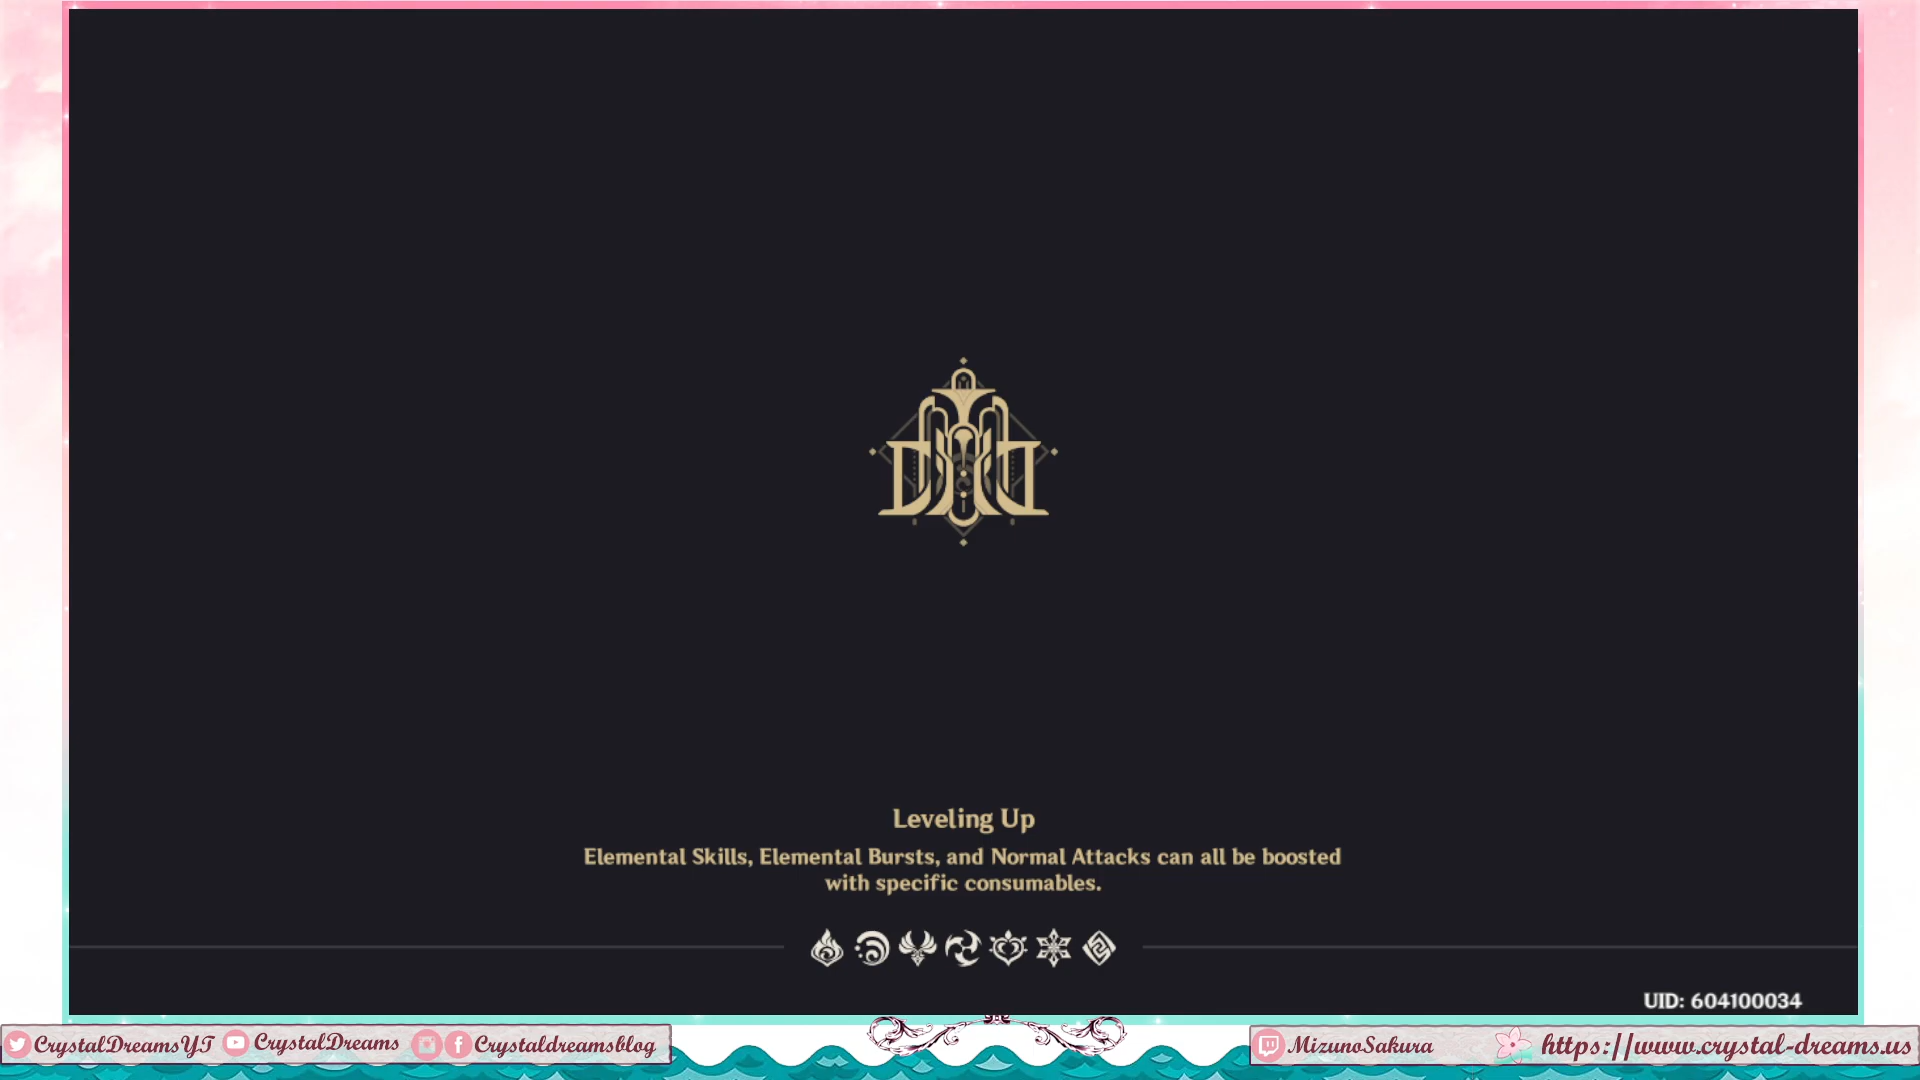 Leveling Up
Elemental Skills, Elemental Bursts, and Normal Attacks can all be boosted
with specific consumables.
UID: 604100034
CrystalDreamsYT CrystalDreams Crystaldreamsblog MizunoSakura https://www.crystal-dreams.us